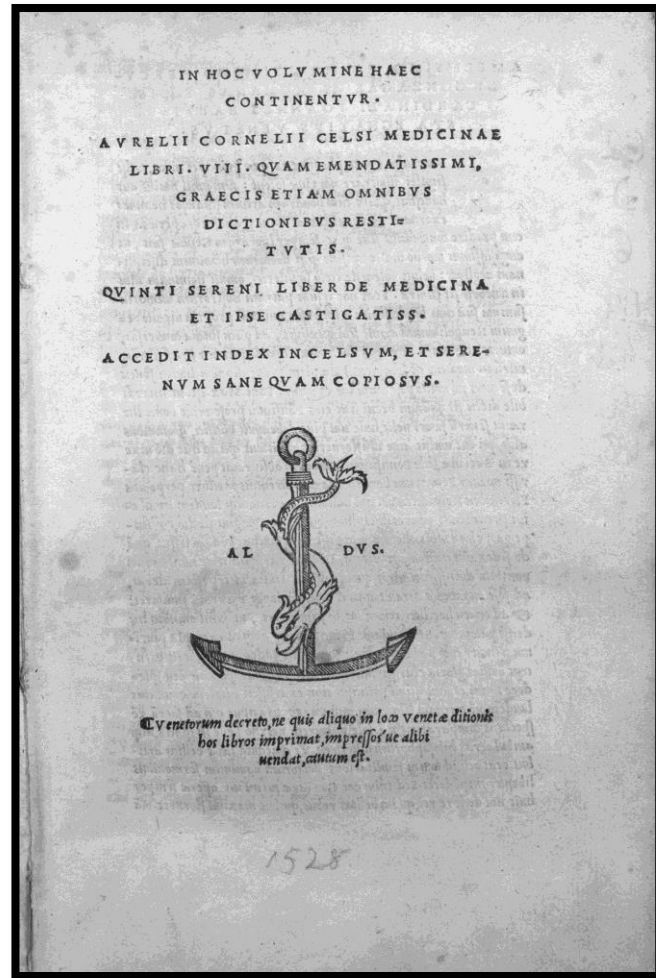 IN HOC VOLVMINE HAEC
CONTINENTVR.
AVRELII CORNELII CELSI MEDICINAE
LIBRI. VIII. QVAM EMENDATISSIMI,
GRAECIS ETIAM OMNIBVS
DICTIONIBVS RESTI=
TVTIS.
QVINTI SERENI LIBER DE MEDICINA
ET IPSE CASTIGATISS.
ACCEDIT INDEX IN CELSVM, ET SERE=
NVM SANE QVAM COPIOSVS.
AL DVS.
Venetorum decreto, ne quis aliquo in loco Venetæ ditionis
hos libros imprimat, impressos ue alibi
uendat, cautum est.
1528